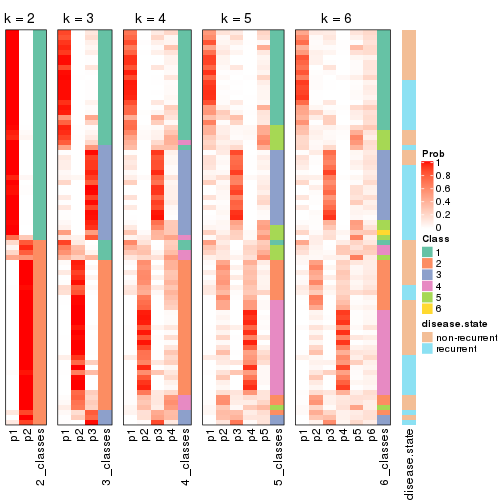 k = 2
k = 3
k = 4
k = 5
k = 6
p1
p2
2_classes
p1
p2
p3
3_classes
p1
p2
p3
p4
4_classes
p1
p2
p3
p4
p5
5_classes
p1
p2
p3
p4
p5
p6
6_classes
disease.state
Prob
1
0.8
0.6
0.4
0.2
0
Class
1
2
3
4
5
6
disease.state
non-recurrent
recurrent